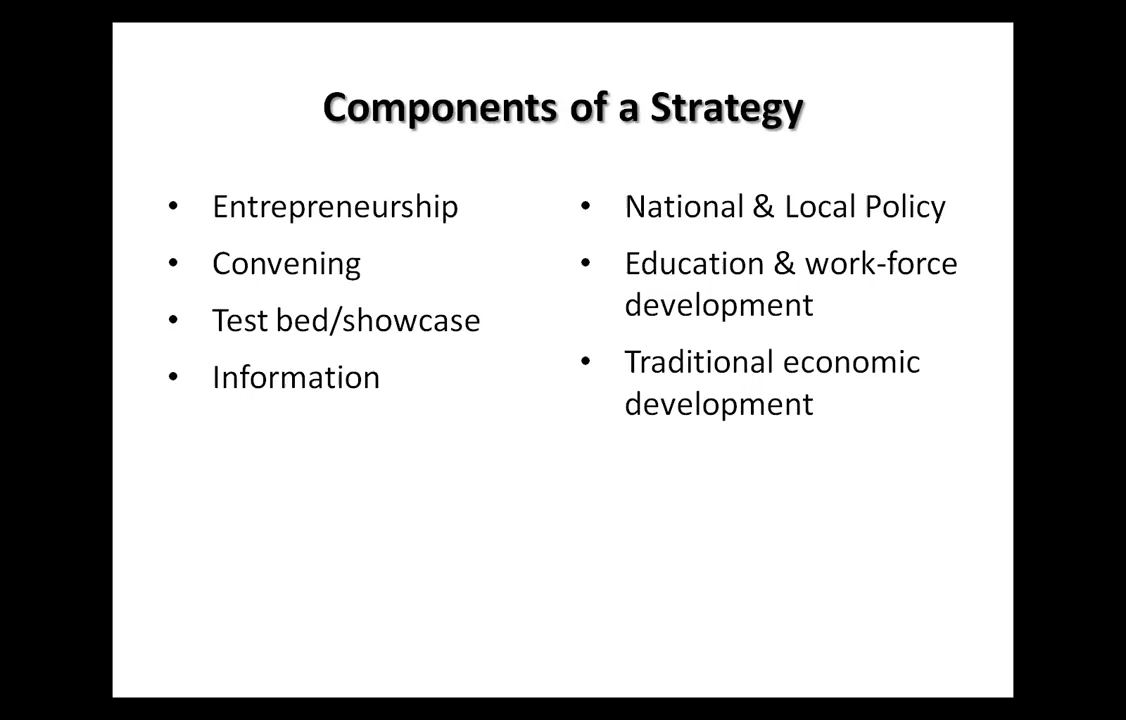 Components of a Strategy
• Entrepreneurship
• Convening
• Test bed/showcase
• Information
• National & Local Policy
• Education & work-force
development
• Traditional economic
development